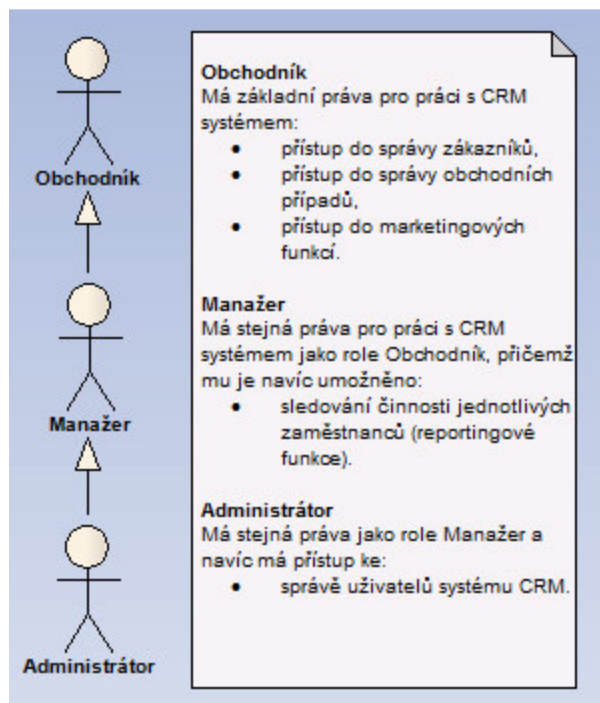 Obchodník
Manažer
Administrátor
Obchodník
Má základní práva pro práci s CRM
systémem:
• přístup do správy zákazníků,
• přístup do správy obchodních
případů,
• přístup do marketingových
funkcí.
Manažer
Má stejná práva pro práci s CRM
systémem jako role Obchodník, přičemž
mu je navíc umožněno:
• sledování činnosti jednotlivých
zaměstnanců (reportingové
funkce).
Administrátor
Má stejná práva jako role Manažer a
navíc má přístup ke:
• správě uživatelů systému CRM.